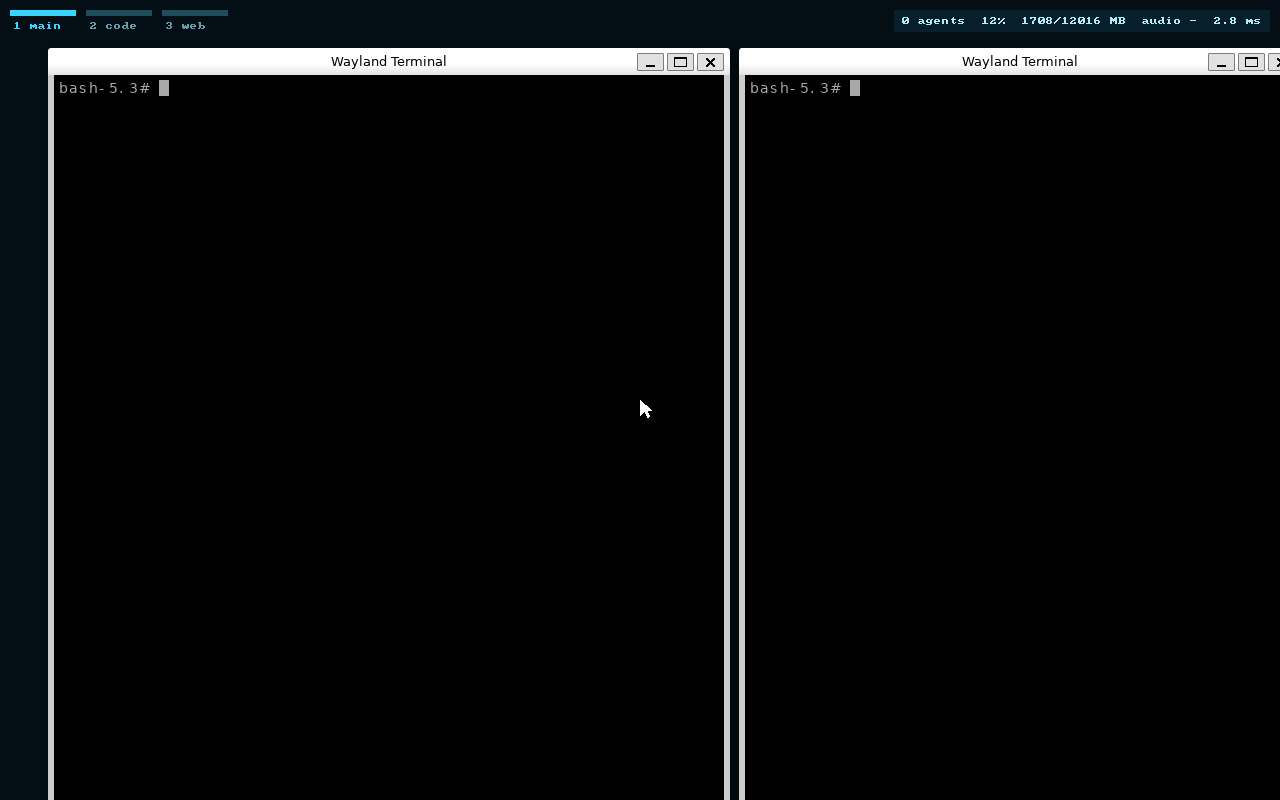 1 main 2 code 3 web
0 agents 12% 1708/12016 MB audio - 2.8 ms
Wayland Terminal
bash-5.3#
Wayland Terminal
bash-5.3#